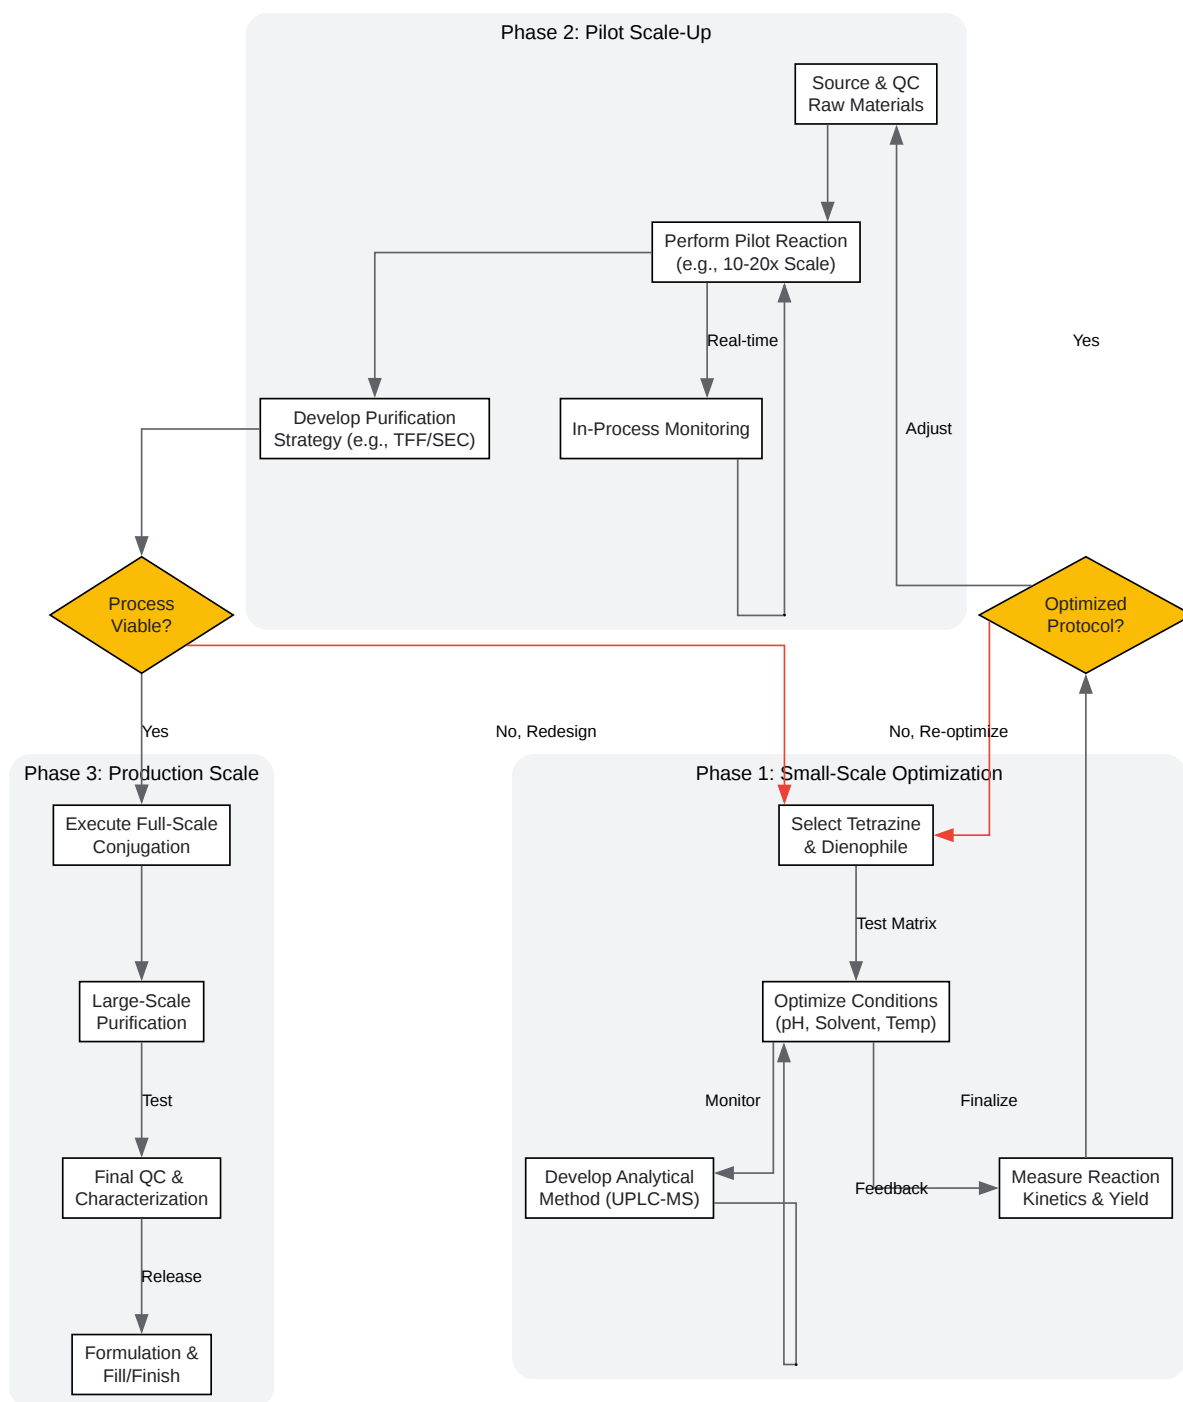 Phase 2: Pilot Scale-Up
Source & QC
Raw Materials
Perform Pilot Reaction
(e.g., 10-20x Scale)
Real-time
Yes
Develop Purification
Strategy (e.g., TFF/SEC)
In-Process Monitoring
Adjust
Process
Viable?
Optimized
Protocol?
Yes
No, Redesign
No, Re-optimize
Phase 3: Production Scale
Phase 1: Small-Scale Optimization
Execute Full-Scale
Conjugation
Select Tetrazine
& Dienophile
Test Matrix
Large-Scale
Purification
Optimize Conditions
(pH, Solvent, Temp)
Test
Monitor
Finalize
Final QC &
Characterization
Develop Analytical
Method (UPLC-MS)
Feedback
Measure Reaction
Kinetics & Yield
Release
Formulation &
Fill/Finish